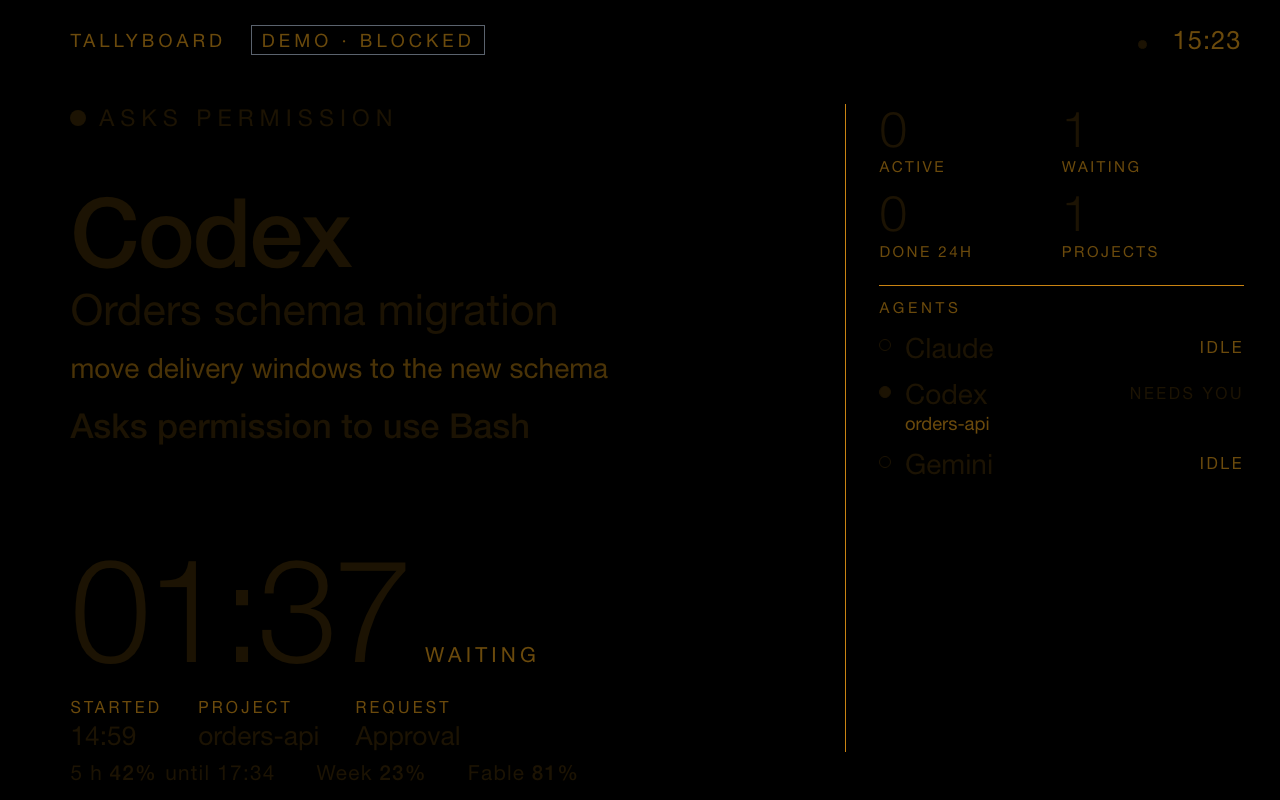 TALLYBOARD DEMO · BLOCKED 15:23
ASKS PERMISSION
Codex
Orders schema migration
move delivery windows to the new schema
Asks permission to use Bash
01:37 WAITING
STARTED PROJECT REQUEST
14:59 orders-api Approval
5 h 42% until 17:34 Week 23% Fable 81%
0 1
ACTIVE WAITING
0 1
DONE 24H PROJECTS
AGENTS
Claude IDLE
Codex NEEDS YOU
orders-api
Gemini IDLE